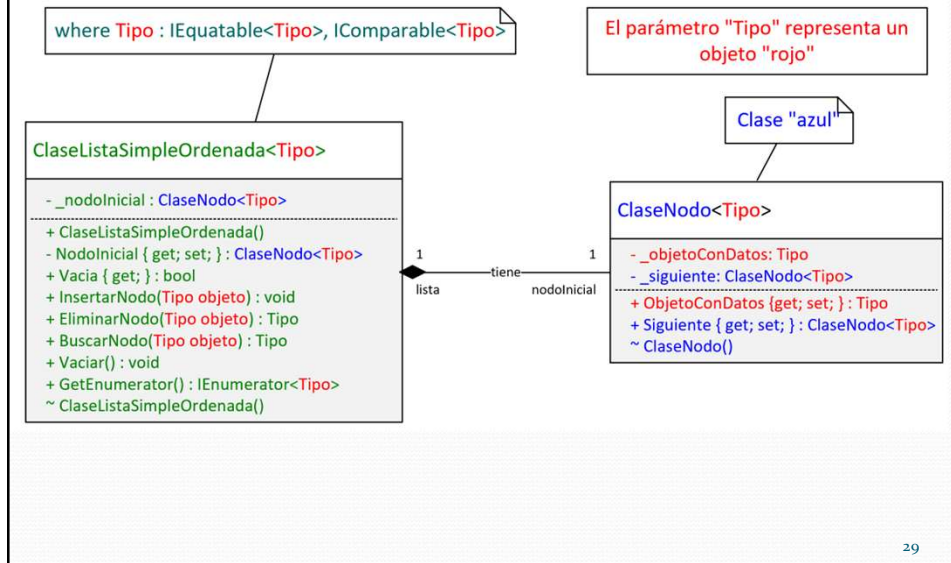 where Tipo : IEquatable<Tipo>, IComparable<Tipo>
El parámetro "Tipo" representa un
objeto "rojo"
Clase "azul"
ClaseListaSimpleOrdenada<Tipo>
- _nodoInicial : ClaseNodo<Tipo>
+ ClaseListaSimpleOrdenada()
- NodoInicial { get; set; } : ClaseNodo<Tipo>
+ Vacia { get; } : bool
+ InsertarNodo(Tipo objeto) : void
+ EliminarNodo(Tipo objeto) : Tipo
+ BuscarNodo(Tipo objeto) : Tipo
+ Vaciar() : void
+ GetEnumerator() : IEnumerator<Tipo>
~ ClaseListaSimpleOrdenada()
1
lista
tiene
1
nodoInicial
ClaseNodo<Tipo>
- _objetoConDatos: Tipo
- _siguiente: ClaseNodo<Tipo>
+ ObjetoConDatos {get; set; } : Tipo
+ Siguiente { get; set; } : ClaseNodo<Tipo>
~ ClaseNodo()
29